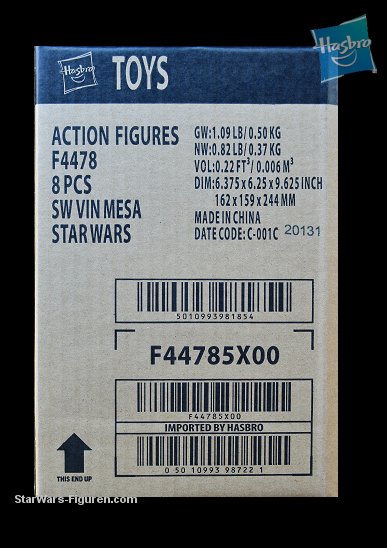 Hasbro
Hasbro
TOYS
ACTION FIGURES
F4478
8 PCS
SW VIN MESA
STAR WARS
GW:1.09 LB/ 0.50 KG
NW:0.82 LB/ 0.37 KG
VOL:0.22 FT³/ 0.006 M³
DIM:6.375 x 6.25 x 9.625 INCH
162 x 159 x 244 MM
MADE IN CHINA
DATE CODE: C-001C 20131
5010993981854
F44785X00
F44785X00
IMPORTED BY HASBRO
0 50 10993 98722 1
THIS END UP
StarWars-Figuren.com